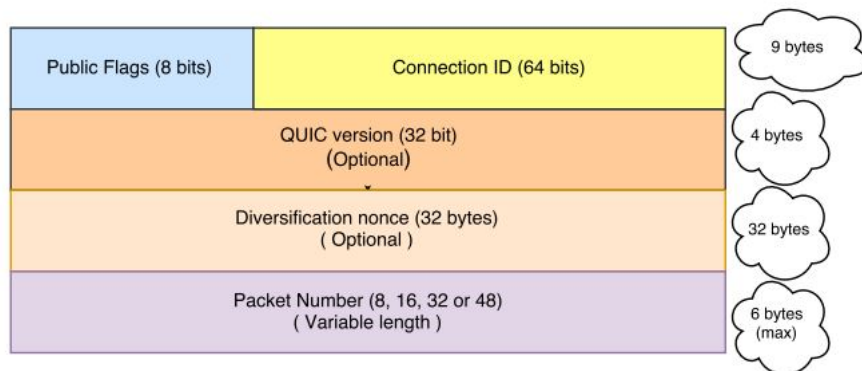 Public Flags (8 bits)
Connection ID (64 bits)
9 bytes
QUIC version (32 bit)
(Optional)
4 bytes
Diversification nonce (32 bytes)
( Optional )
32 bytes
Packet Number (8, 16, 32 or 48)
( Variable length )
6 bytes
(max)